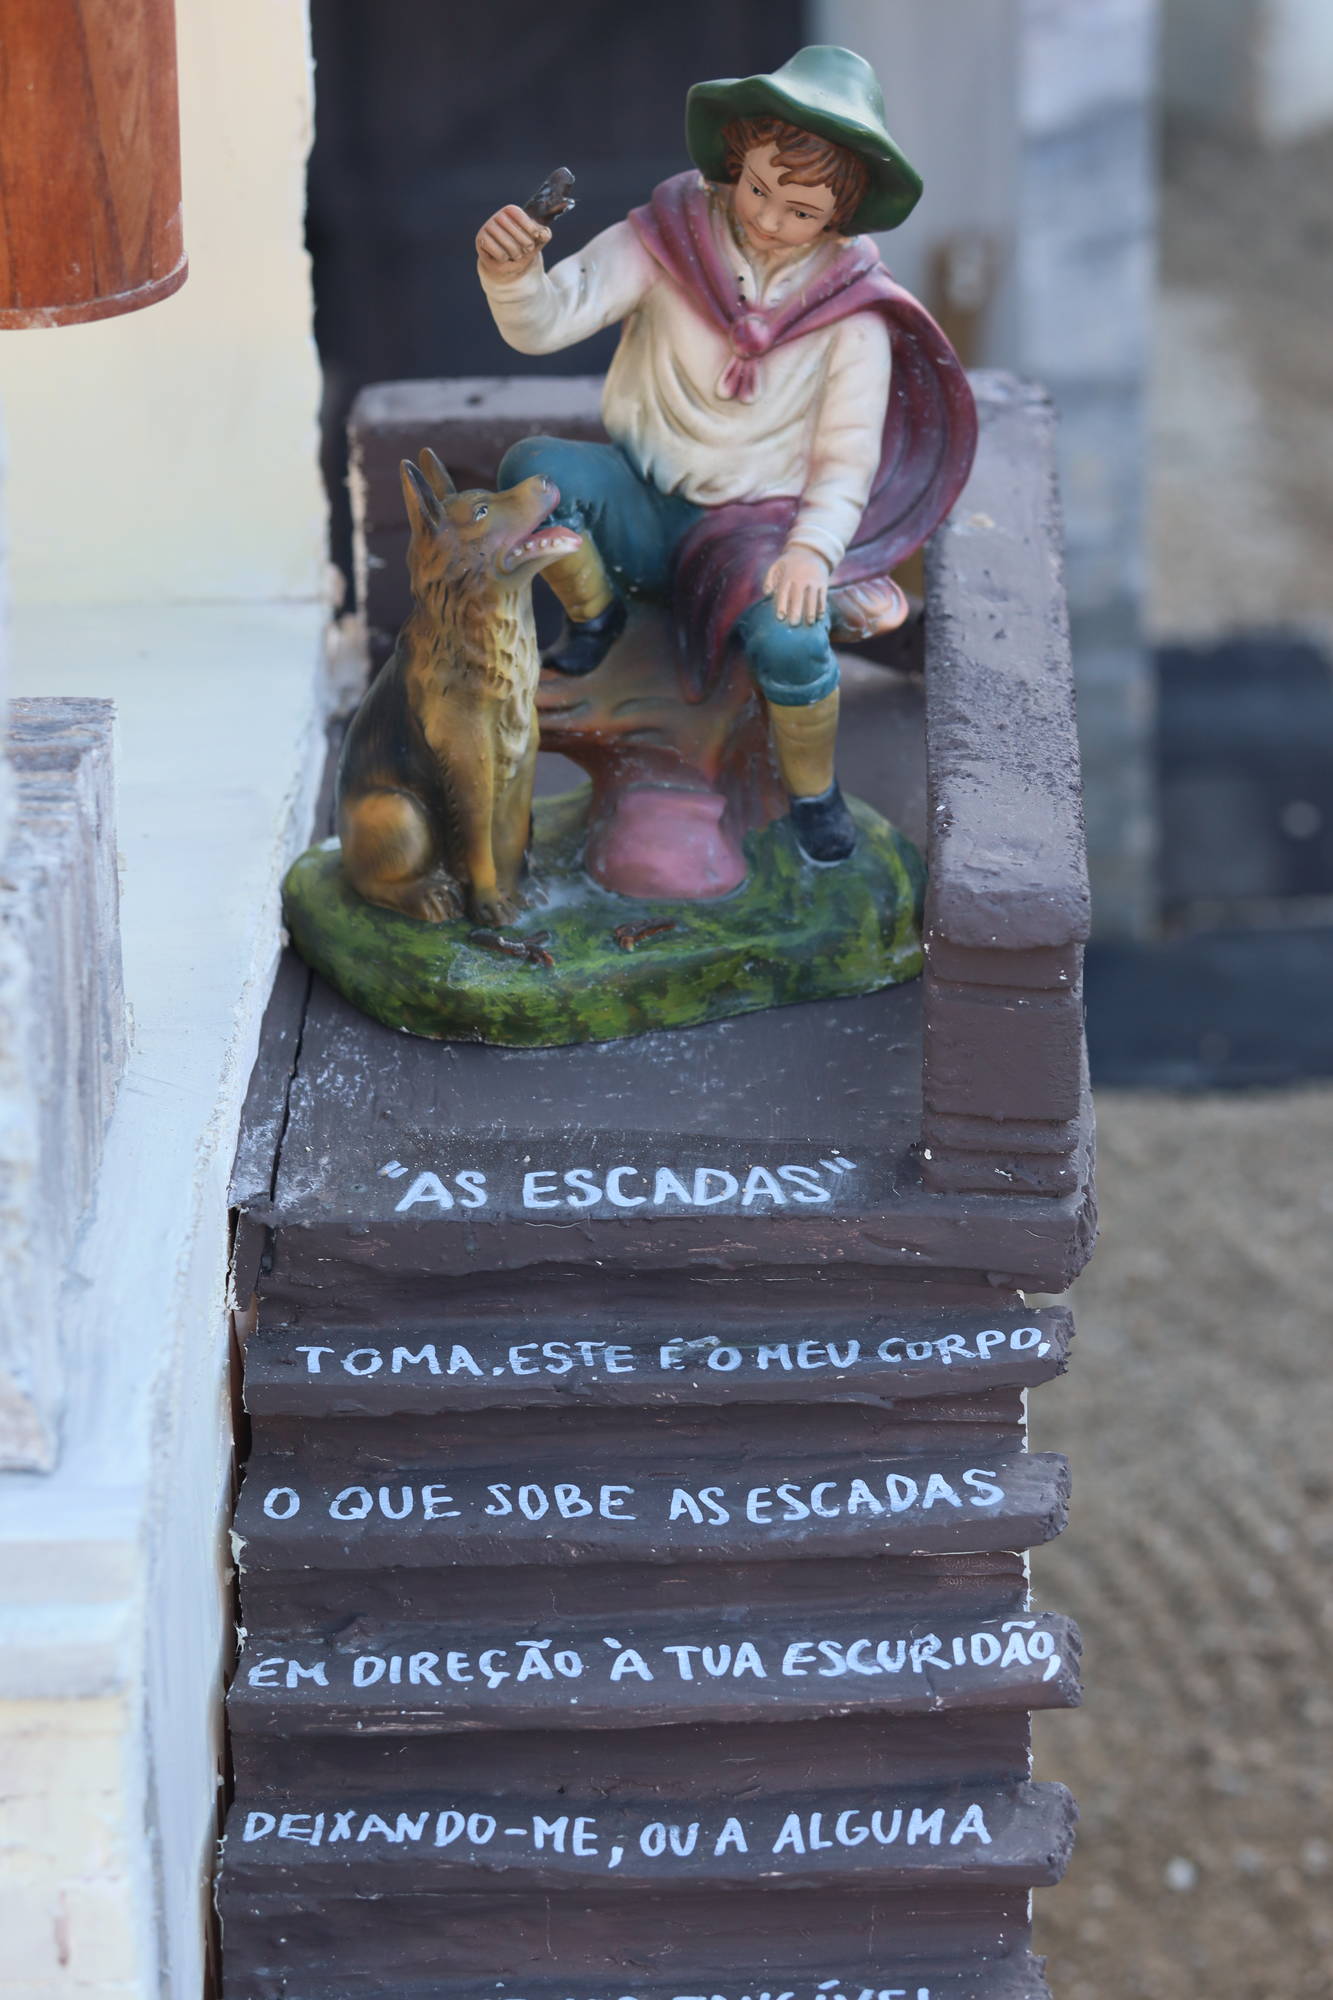 "AS ESCADAS"
TOMA. ESTE É O MEU CORPO,
O QUE SOBE AS ESCADAS
EM DIREÇÃO À TUA ESCURIDÃO,
DEIXANDO-ME, OU A ALGUMA